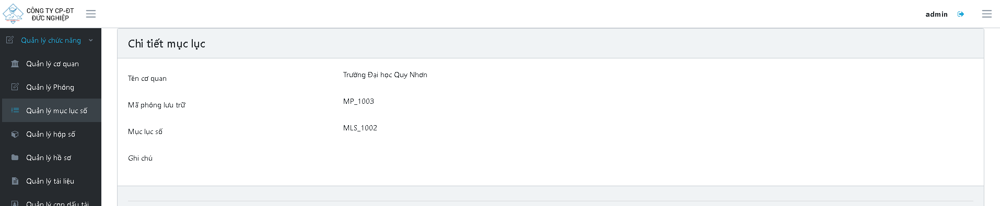 CÔNG TY CP-ĐT
ĐỨC NGHIỆP
admin
Quản lý chức năng
Quản lý cơ quan
Quản lý Phông
Quản lý mục lục số
Quản lý hộp số
Quản lý hồ sơ
Quản lý tài liệu
Quản lý con dấu tài
Chi tiết mục lục
Tên cơ quan
Trường Đại học Quy Nhơn
Mã phông lưu trữ
MP_1003
Mục lục số
MLS_1002
Ghi chú